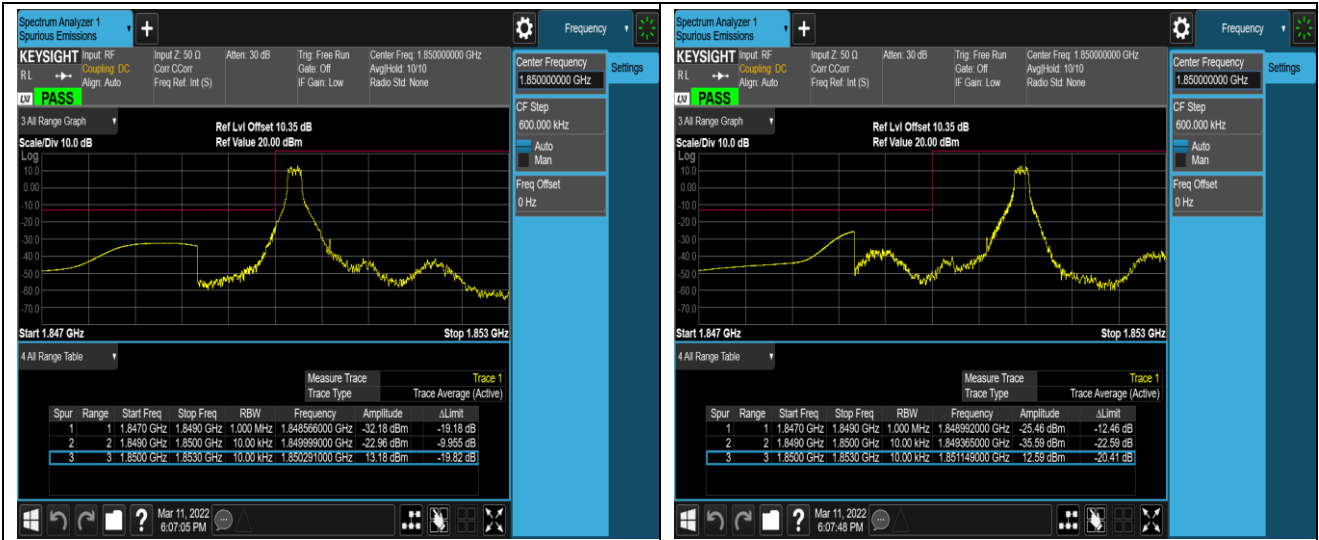 Spectrum Analyzer 1
Spurious Emissions
+
Frequency
KEYSIGHT Input: RF Input Z: 50 Ω Atten: 30 dB Trig: Free Run Center Freq: 1.850000000 GHz
R L Coupling: DC Corr CCorr Gate: Off Avg|Hold: 10/10
Align: Auto Freq Ref: Int (S) IF Gain: Low Radio Std: None
LXI PASS
Center Frequency
1.850000000 GHz
Settings
CF Step
600.000 kHz
Auto
Man
Freq Offset
0 Hz
3 All Range Graph
Ref Lvl Offset 10.35 dB
Scale/Div 10.0 dB Ref Value 20.00 dBm
Log
10.0
0.00
-10.0
-20.0
-30.0
-40.0
-50.0
-60.0
-70.0
Start 1.847 GHz Stop 1.853 GHz
4 All Range Table
Measure Trace Trace 1
Trace Type Trace Average (Active)
Spur Range Start Freq Stop Freq RBW Frequency Amplitude ΔLimit
1 1 1.8470 GHz 1.8490 GHz 1.000 MHz 1.848566000 GHz -32.18 dBm -19.18 dB
2 2 1.8490 GHz 1.8500 GHz 10.00 kHz 1.849999000 GHz -22.96 dBm -9.955 dB
3 3 1.8500 GHz 1.8530 GHz 10.00 kHz 1.850291000 GHz 13.18 dBm -19.82 dB
?
Mar 11, 2022
6:07:05 PM
Spectrum Analyzer 1
Spurious Emissions
+
Frequency
KEYSIGHT Input: RF Input Z: 50 Ω Atten: 30 dB Trig: Free Run Center Freq: 1.850000000 GHz
R L Coupling: DC Corr CCorr Gate: Off Avg|Hold: 10/10
Align: Auto Freq Ref: Int (S) IF Gain: Low Radio Std: None
LXI PASS
Center Frequency
1.850000000 GHz
Settings
CF Step
600.000 kHz
Auto
Man
Freq Offset
0 Hz
3 All Range Graph
Ref Lvl Offset 10.35 dB
Scale/Div 10.0 dB Ref Value 20.00 dBm
Log
10.0
0.00
-10.0
-20.0
-30.0
-40.0
-50.0
-60.0
-70.0
Start 1.847 GHz Stop 1.853 GHz
4 All Range Table
Measure Trace Trace 1
Trace Type Trace Average (Active)
Spur Range Start Freq Stop Freq RBW Frequency Amplitude ΔLimit
1 1 1.8470 GHz 1.8490 GHz 1.000 MHz 1.848992000 GHz -25.46 dBm -12.46 dB
2 2 1.8490 GHz 1.8500 GHz 10.00 kHz 1.849365000 GHz -35.59 dBm -22.59 dB
3 3 1.8500 GHz 1.8530 GHz 10.00 kHz 1.851149000 GHz 12.59 dBm -20.41 dB
?
Mar 11, 2022
6:07:48 PM